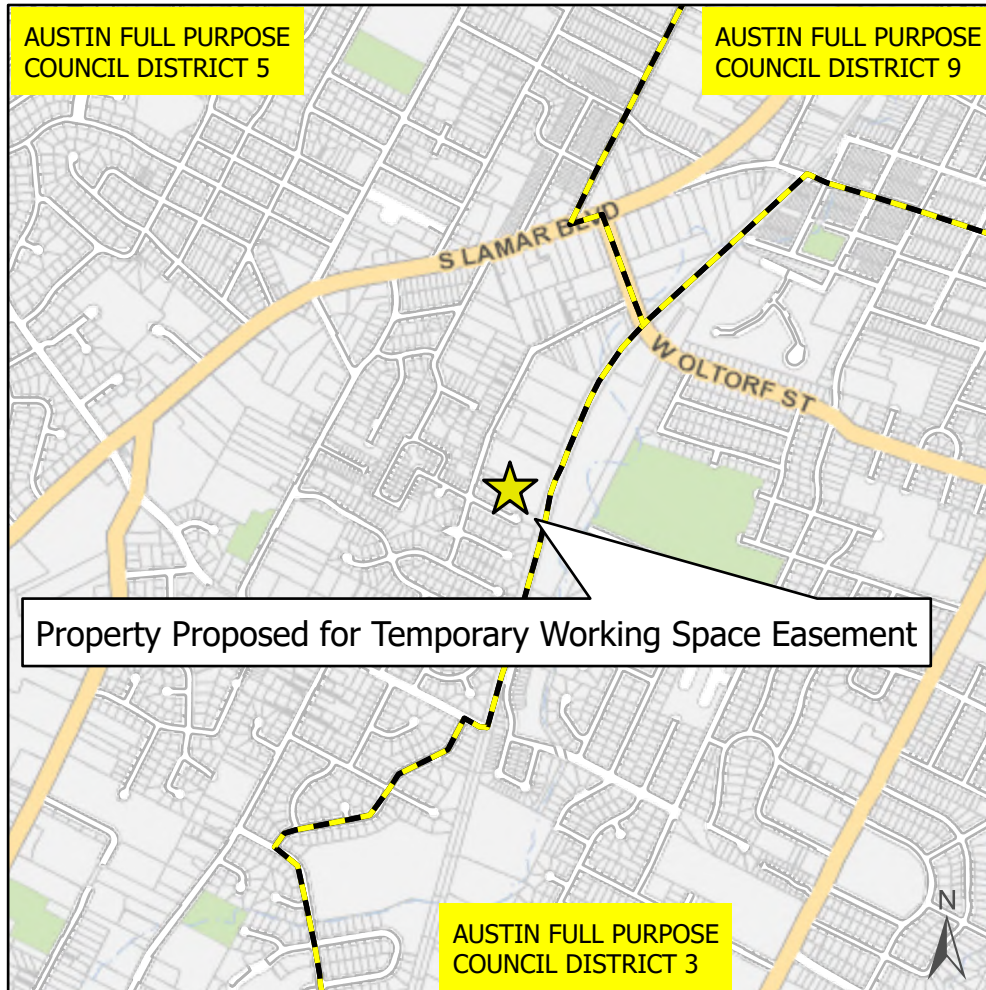 AUSTIN FULL PURPOSE
COUNCIL DISTRICT 5
AUSTIN FULL PURPOSE
COUNCIL DISTRICT 9
S LAMAR BLVD
W OLTORF ST
Property Proposed for Temporary Working Space Easement
AUSTIN FULL PURPOSE
COUNCIL DISTRICT 3
N